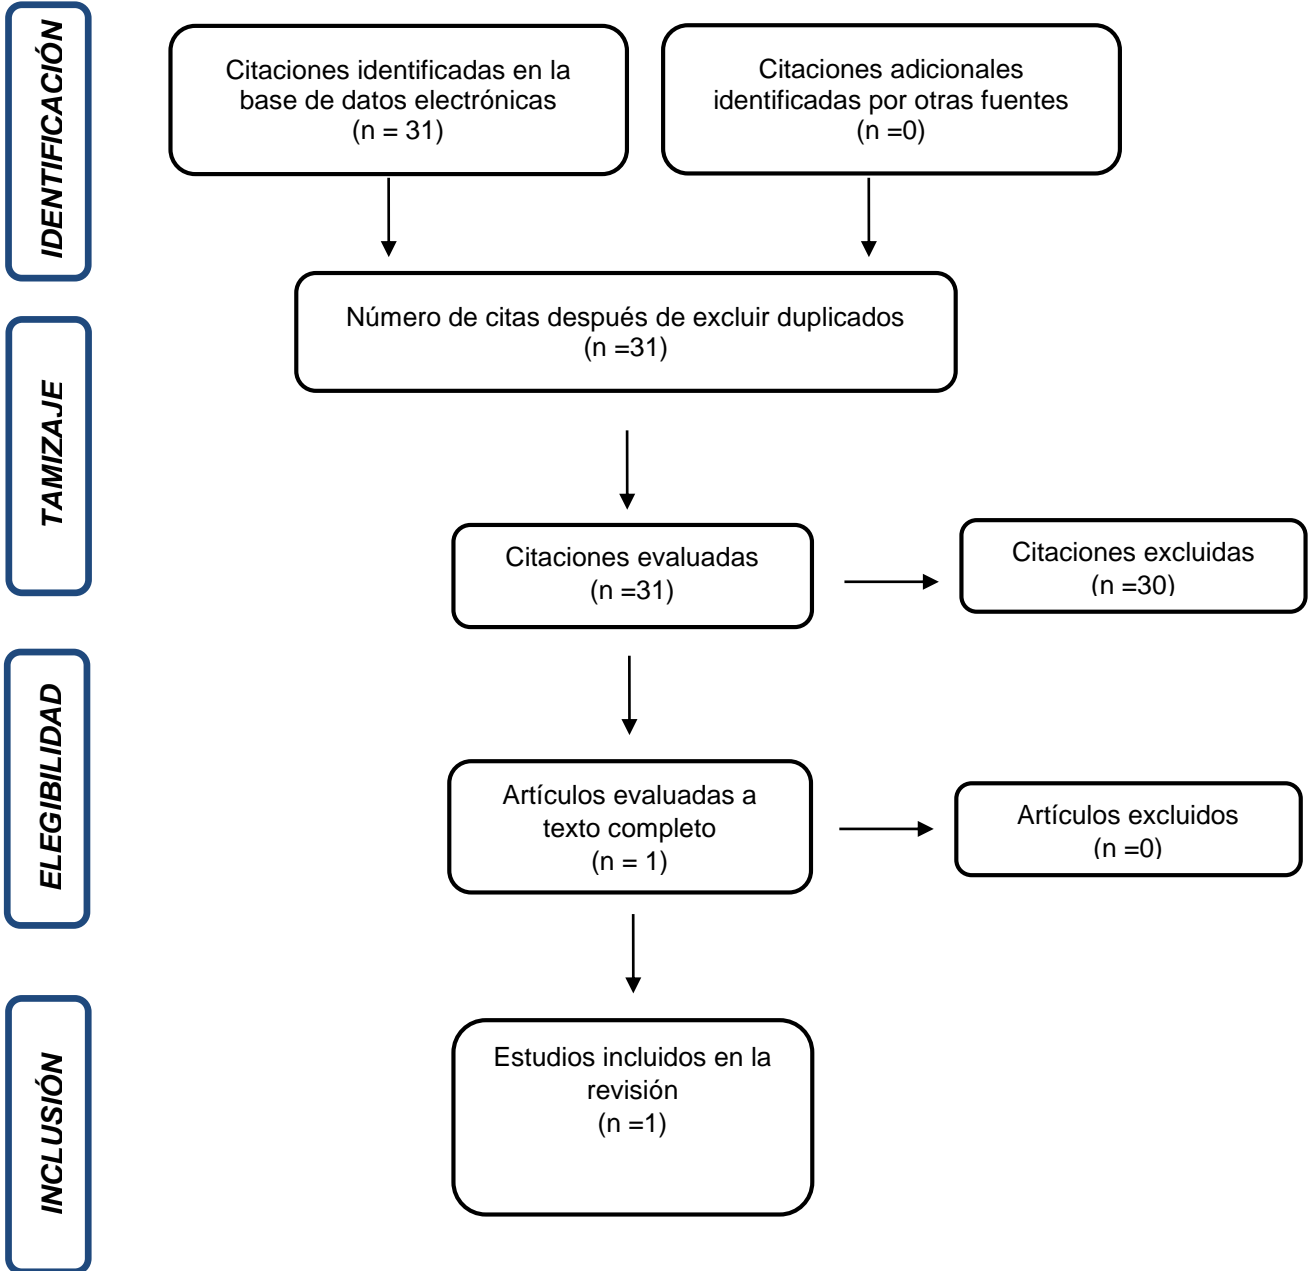 IDENTIFICACIÓN
Citaciones identificadas en la
base de datos electrónicas
(n = 31)
Citaciones adicionales
identificadas por otras fuentes
(n =0)
Número de citas después de excluir duplicados
(n =31)
TAMIZAJE
Citaciones evaluadas
(n =31)
Citaciones excluidas
(n =30)
ELEGIBILIDAD
Artículos evaluadas a
texto completo
(n = 1)
Artículos excluidos
(n =0)
INCLUSIÓN
Estudios incluidos en la
revisión
(n =1)